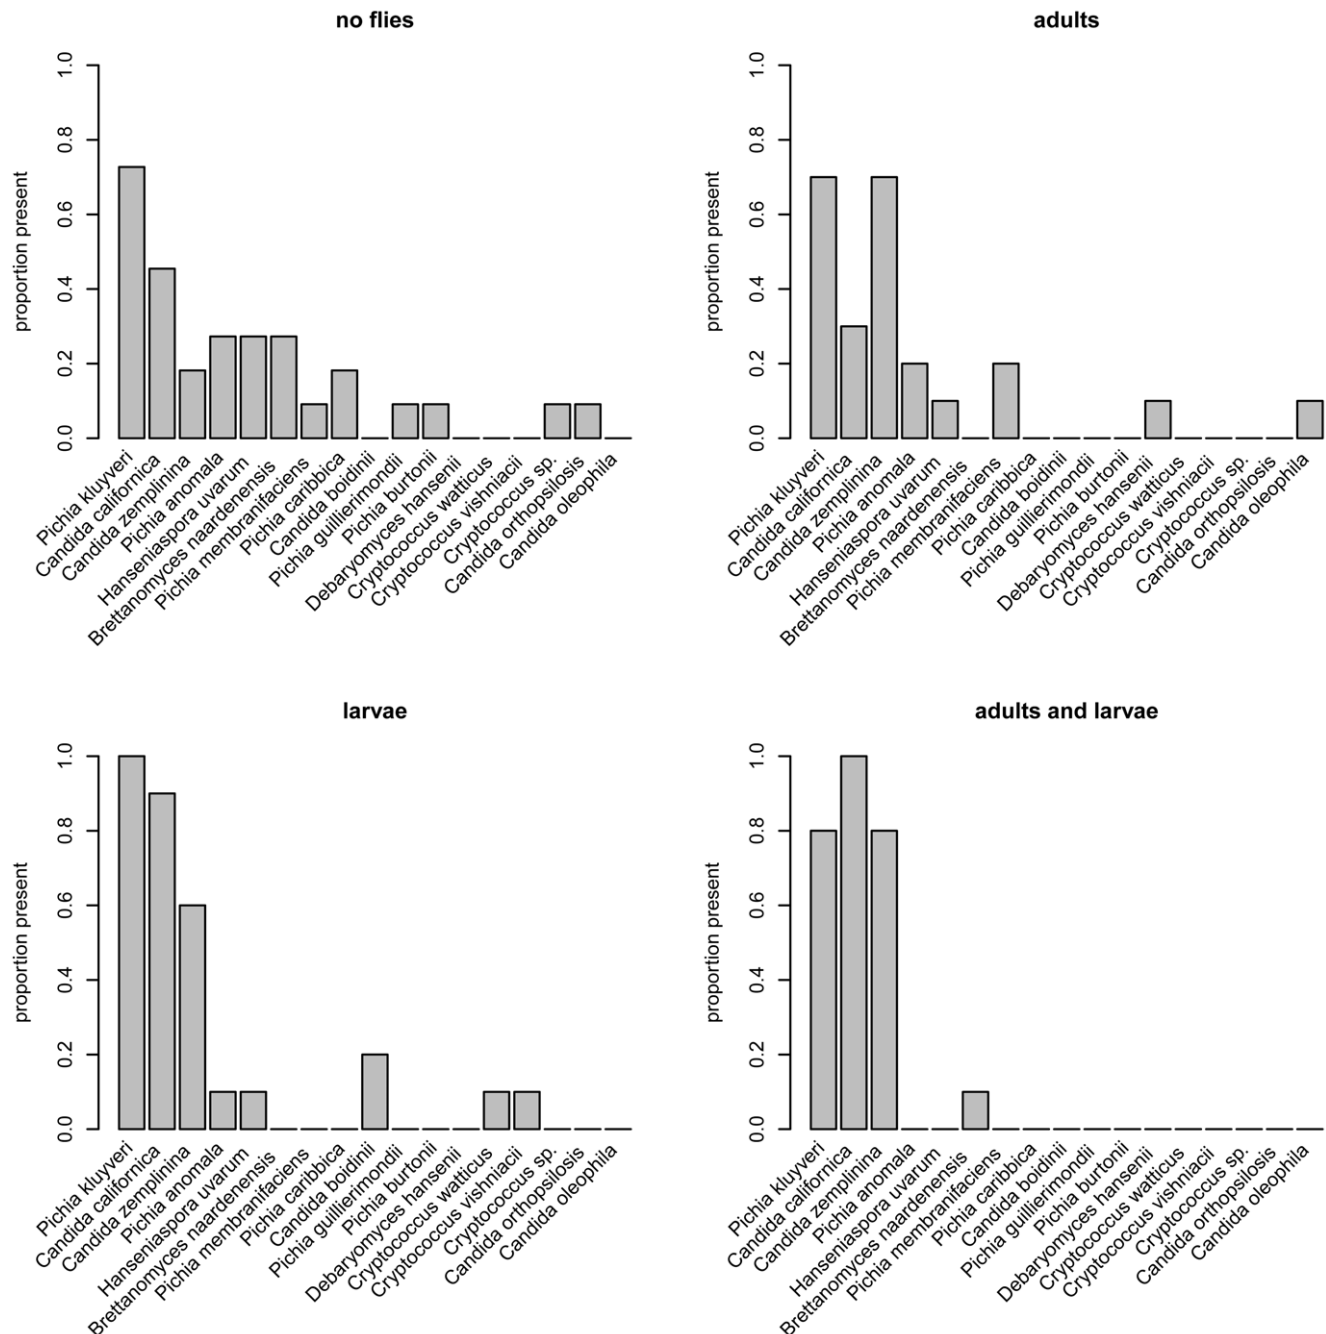 no flies
proportion present
1.0
0.8
0.6
0.4
0.2
0.0
Pichia kluyveri
Candida californica
Candida zemplinina
Pichia anomala
Hanseniaspora uvarum
Brettanomyces naardenensis
Pichia membranifaciens
Pichia caribbica
Candida boidinii
Pichia guillierimondii
Pichia burtonii
Debaryomyces hansenii
Cryptococcus watticus
Cryptococcus vishniacii
Cryptococcus sp.
Candida orthopsilosis
Candida oleophila
adults
proportion present
1.0
0.8
0.6
0.4
0.2
0.0
Pichia kluyveri
Candida californica
Candida zemplinina
Pichia anomala
Hanseniaspora uvarum
Brettanomyces naardenensis
Pichia membranifaciens
Pichia caribbica
Candida boidinii
Pichia guillierimondii
Pichia burtonii
Debaryomyces hansenii
Cryptococcus watticus
Cryptococcus vishniacii
Cryptococcus sp.
Candida orthopsilosis
Candida oleophila
larvae
proportion present
1.0
0.8
0.6
0.4
0.2
0.0
Pichia kluyveri
Candida californica
Candida zemplinina
Pichia anomala
Hanseniaspora uvarum
Brettanomyces naardenensis
Pichia membranifaciens
Pichia caribbica
Candida boidinii
Pichia guillierimondii
Pichia burtonii
Debaryomyces hansenii
Cryptococcus watticus
Cryptococcus vishniacii
Cryptococcus sp.
Candida orthopsilosis
Candida oleophila
adults and larvae
proportion present
1.0
0.8
0.6
0.4
0.2
0.0
Pichia kluyveri
Candida californica
Candida zemplinina
Pichia anomala
Hanseniaspora uvarum
Brettanomyces naardenensis
Pichia membranifaciens
Pichia caribbica
Candida boidinii
Pichia guillierimondii
Pichia burtonii
Debaryomyces hansenii
Cryptococcus watticus
Cryptococcus vishniacii
Cryptococcus sp.
Candida orthopsilosis
Candida oleophila